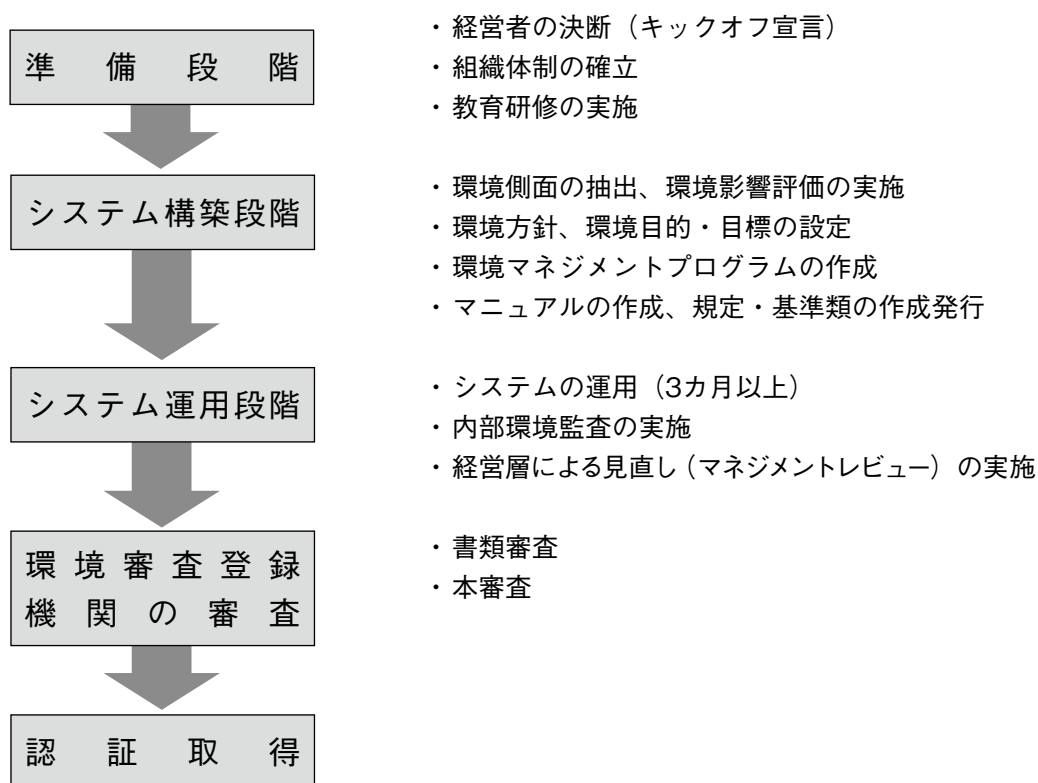 準備段階
・経営者の決断（キックオフ宣言）
・組織体制の確立
・教育研修の実施
システム構築段階
・環境側面の抽出、環境影響評価の実施
・環境方針、環境目的・目標の設定
・環境マネジメントプログラムの作成
・マニュアルの作成、規定・基準類の作成発行
システム運用段階
・システムの運用（3カ月以上）
・内部環境監査の実施
・経営層による見直し（マネジメントレビュー）の実施
環境審査登録
機関の審査
・書類審査
・本審査
認証取得